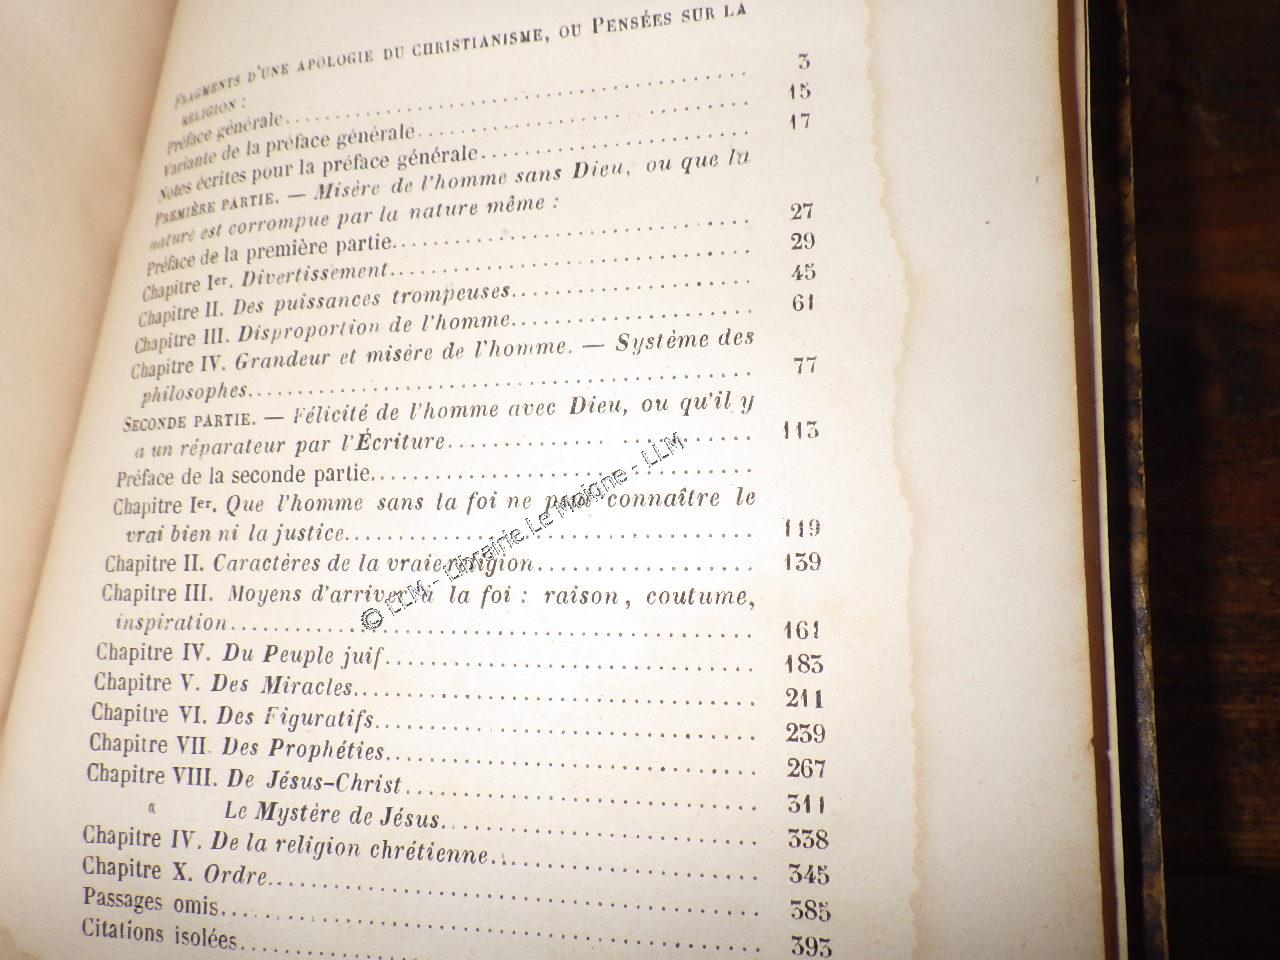 FRAGMENTS D'UNE APOLOGIE DU CHRISTIANISME, OU PENSÉES SUR LA
RELIGION :
Préface générale........ 3
Variante de la préface générale........ 15
Notes écrites pour la préface générale........ 17
PREMIÈRE PARTIE. — Misère de l'homme sans Dieu, ou que la
nature est corrompue par la nature même :
Préface de la première partie........ 27
Chapitre Ier. Divertissement........ 29
Chapitre II. Des puissances trompeuses........ 45
Chapitre III. Disproportion de l'homme........ 61
Chapitre IV. Grandeur et misère de l'homme. — Système des
philosophes........ 77
SECONDE PARTIE. — Félicité de l'homme avec Dieu, ou qu'il y
a un réparateur par l'Écriture........ 113
Préface de la seconde partie........
Chapitre Ier. Que l'homme sans la foi ne peut connaître le
vrai bien ni la justice........ 119
Chapitre II. Caractères de la vraie religion........ 139
Chapitre III. Moyens d'arriver à la foi : raison, coutume,
inspiration........ 161
Chapitre IV. Du Peuple juif........ 183
Chapitre V. Des Miracles........ 211
Chapitre VI. Des Figuratifs........ 239
Chapitre VII. Des Prophéties........ 267
Chapitre VIII. De Jésus-Christ........ 311
« Le Mystère de Jésus........ 338
Chapitre IV. De la religion chrétienne........ 345
Chapitre X. Ordre........ 385
Passages omis........ 393
Citations isolées........
© LLM - Librairie Le Moigne - LLM